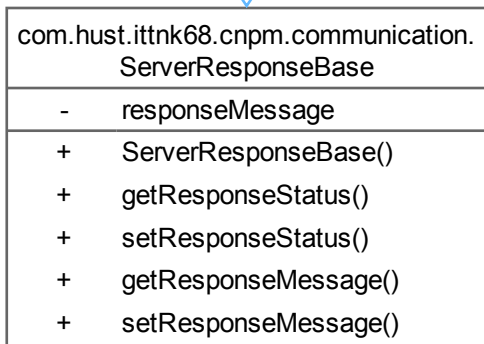 com.hust.ittnk68.cnpm.communication.
ServerResponseBase
- responseMessage
+ ServerResponseBase()
+ getResponseStatus()
+ setResponseStatus()
+ getResponseMessage()
+ setResponseMessage()